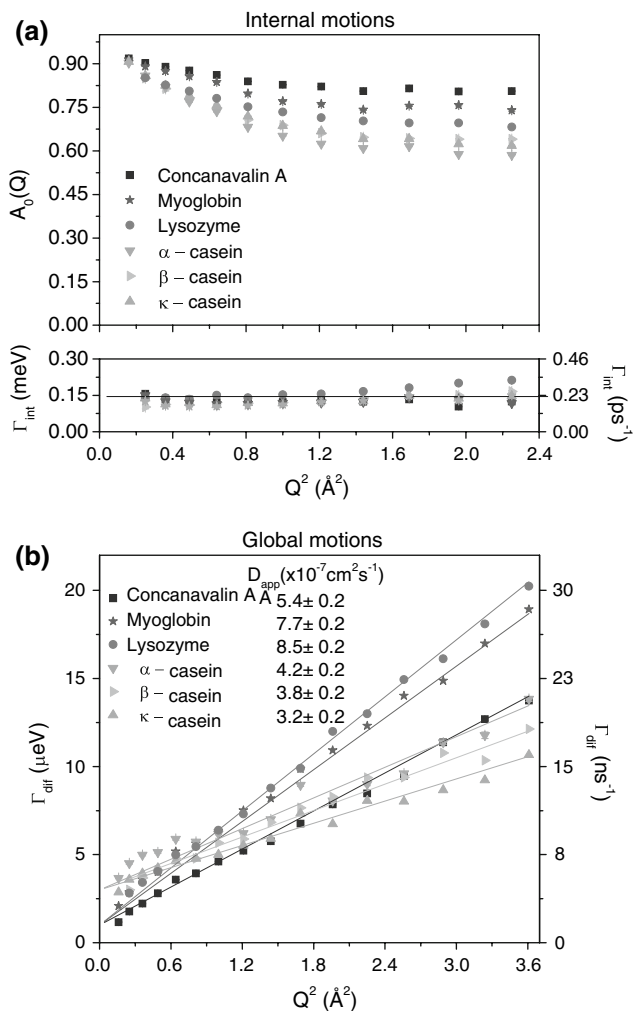 Internal motions
(a)
0.90
0.75
0.60
0.45
0.30
0.15
0.00
A₀(Q)
Concanavalin A
Myoglobin
Lysozyme
α – casein
β – casein
κ – casein
0.30
0.15
0.00
Γint (meV)
0.46
0.23
0.00
Γint (ps⁻¹)
0.0 0.4 0.8 1.2 1.6 2.0 2.4
Q² (Å²)
Global motions
(b)
Dapp(x10⁻⁷cm²s⁻¹)
Concanavalin A A 5.4± 0.2
Myoglobin 7.7± 0.2
Lysozyme 8.5± 0.2
α – casein 4.2± 0.2
β – casein 3.8± 0.2
κ – casein 3.2± 0.2
20
15
10
5
0
Γdif (μeV)
30
23
15
8
0
Γdif (ns⁻¹)
0.0 0.6 1.2 1.8 2.4 3.0 3.6
Q² (Å²)